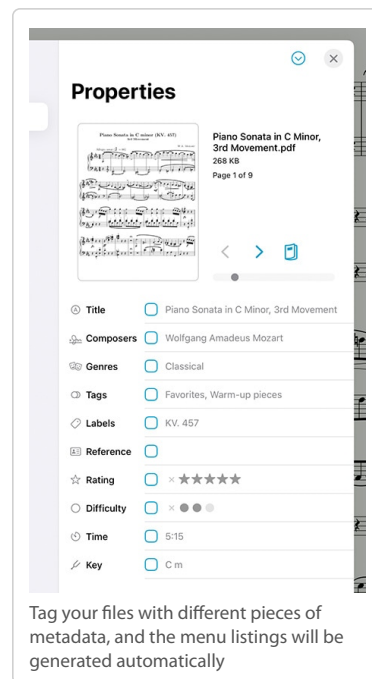 Properties
Piano Sonata in C minor (KV. 457)
3rd Movement
Piano Sonata in C Minor,
3rd Movement.pdf
268 KB
Page 1 of 9
Title Piano Sonata in C Minor, 3rd Movement
Composers Wolfgang Amadeus Mozart
Genres Classical
Tags Favorites, Warm-up pieces
Labels KV. 457
Reference
Rating × ★★★★★
Difficulty ×
Time 5:15
Key C m
Tag your files with different pieces of
metadata, and the menu listings will be
generated automatically